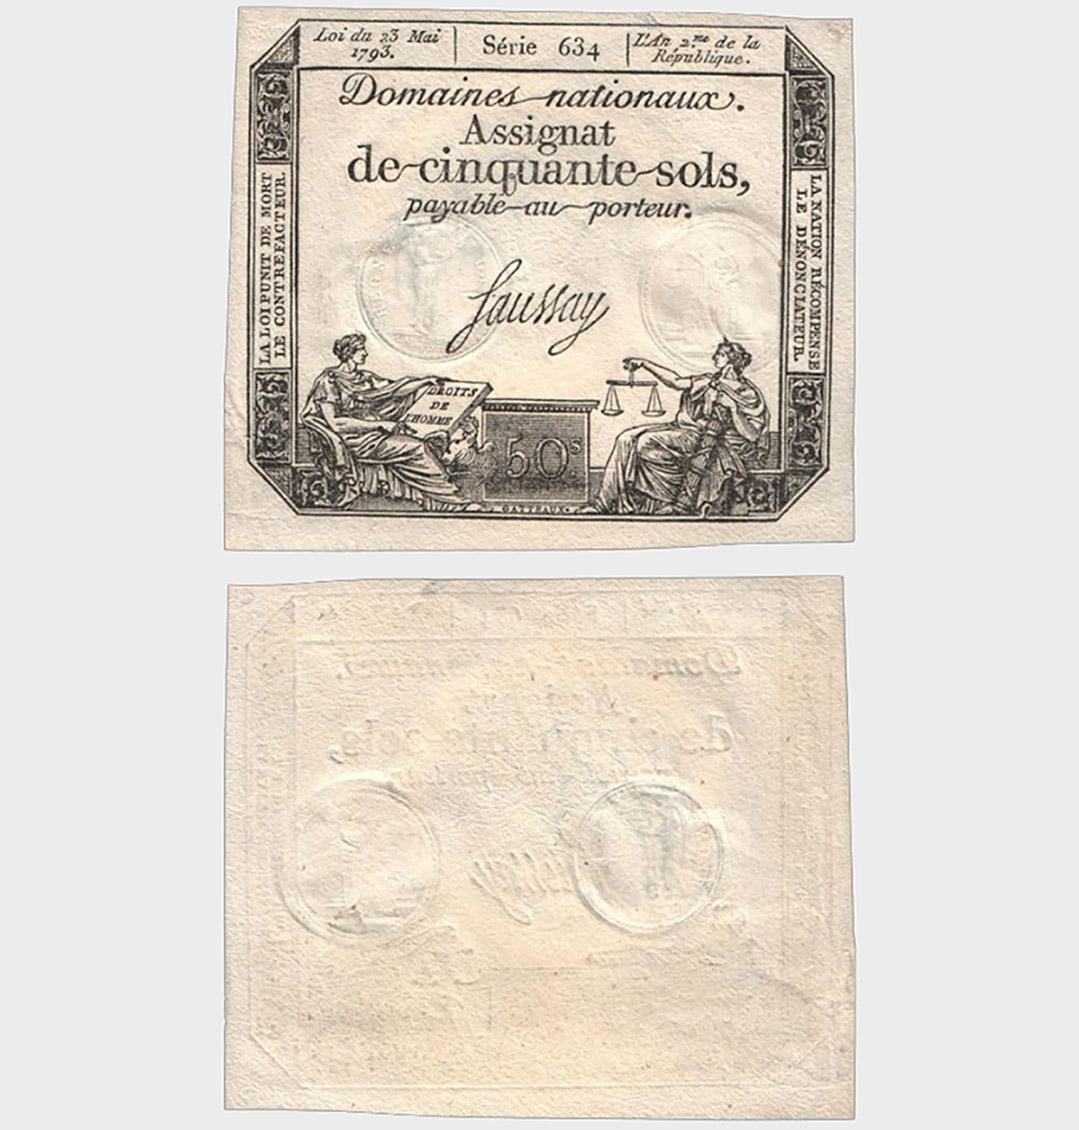 Loi du 23 Mai
1793.
Série 634
L'An 2.me de la
République.
Domaines nationaux.
Assignat
de cinquante sols,
payable au porteur.
LA LOI PUNIT DE MORT
LE CONTREFACTEUR.
LA NATION RÉCOMPENSE
LE DÉNONCIATEUR.
Saussay
DROITS
DE
L'HOMME
50s
GATTEAUX.